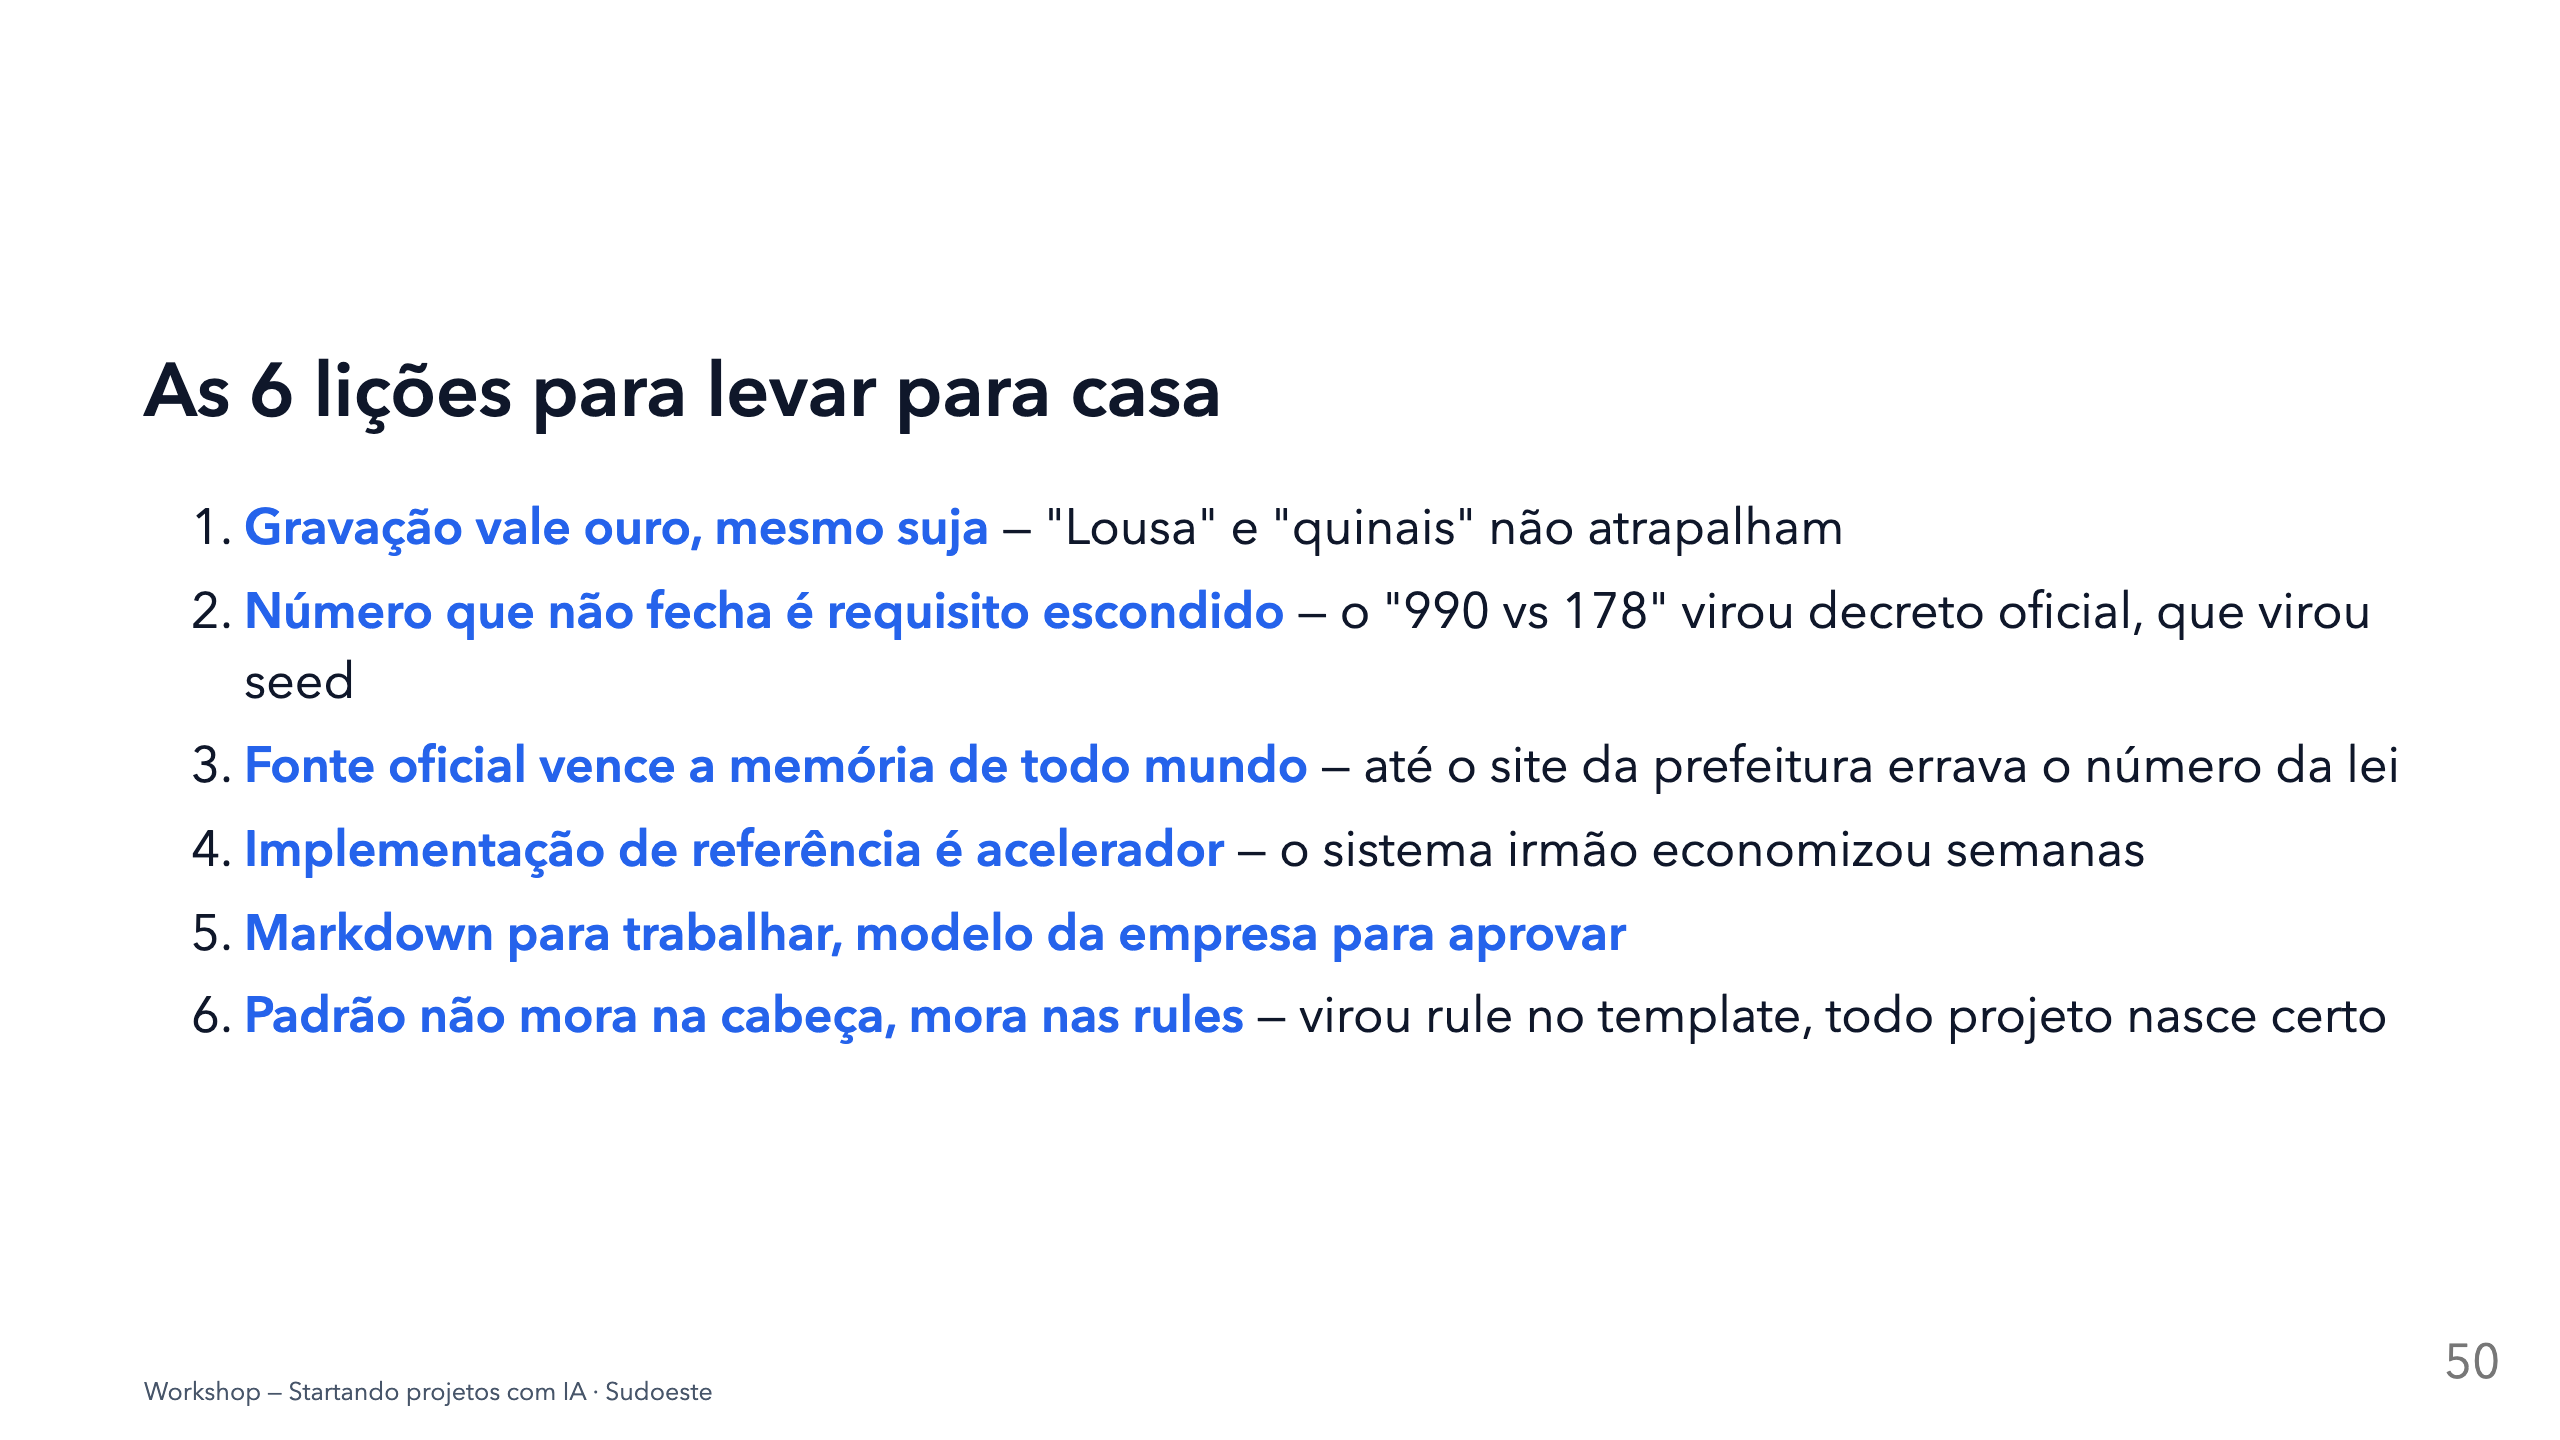 As 6 lições para levar para casa
1. Gravação vale ouro, mesmo suja – "Lousa" e "quinais" não atrapalham
2. Número que não fecha é requisito escondido – o "990 vs 178" virou decreto oficial, que virou
seed
3. Fonte oficial vence a memória de todo mundo – até o site da prefeitura errava o número da lei
4. Implementação de referência é acelerador – o sistema irmão economizou semanas
5. Markdown para trabalhar, modelo da empresa para aprovar
6. Padrão não mora na cabeça, mora nas rules – virou rule no template, todo projeto nasce certo
Workshop – Startando projetos com IA · Sudoeste
50